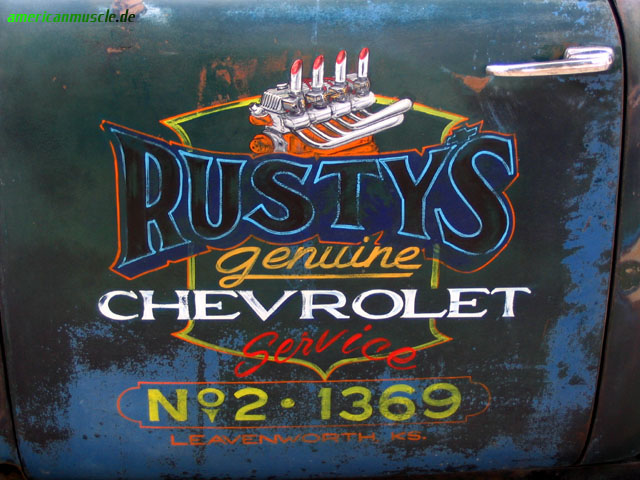 americanmuscle.de
RUSTY'S
genuine
CHEVROLET
Service
No 2 • 1369
LEAVENWORTH, KS.